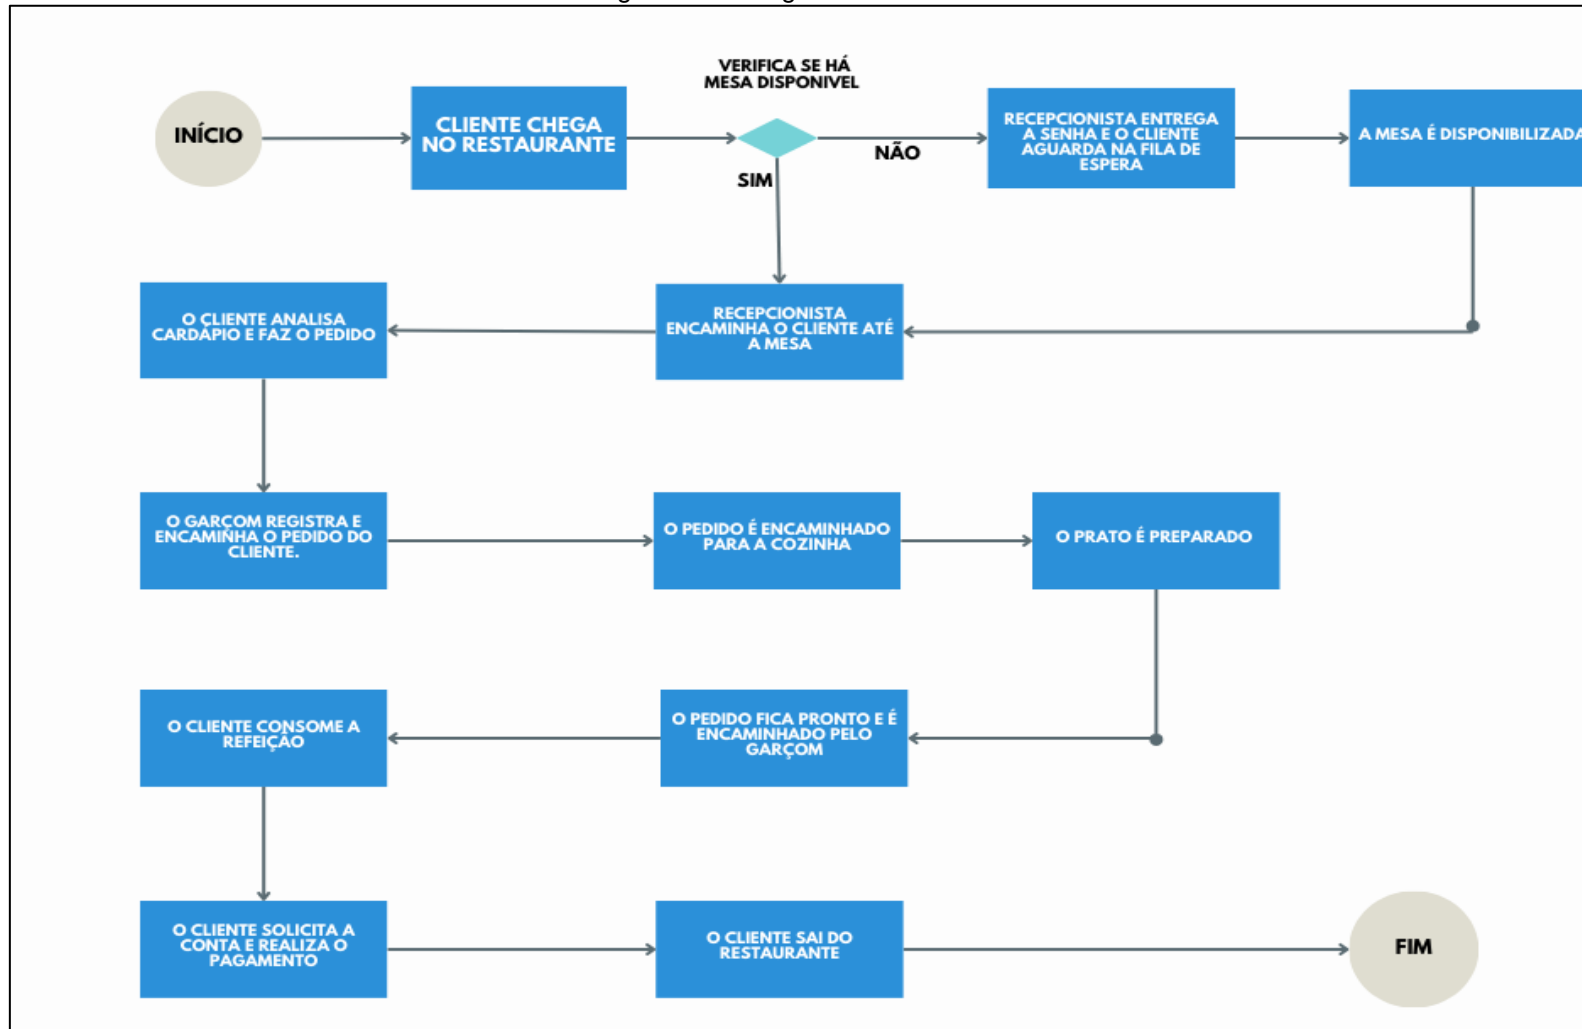 VERIFICA SE HÁ
MESA DISPONIVEL
INÍCIO
CLIENTE CHEGA
NO RESTAURANTE
NÃO
SIM
RECEPCIONISTA ENTREGA
A SENHA E O CLIENTE
AGUARDA NA FILA DE
ESPERA
A MESA É DISPONIBILIZADA
RECEPCIONISTA
ENCAMINHA O CLIENTE ATÉ
A MESA
O CLIENTE ANALISA
CARDÁPIO E FAZ O PEDIDO
O GARÇOM REGISTRA E
ENCAMINHA O PEDIDO DO
CLIENTE.
O PEDIDO É ENCAMINHADO
PARA A COZINHA
O PRATO É PREPARADO
O PEDIDO FICA PRONTO E É
ENCAMINHADO PELO
GARÇOM
O CLIENTE CONSOME A
REFEIÇÃO
O CLIENTE SOLICITA A
CONTA E REALIZA O
PAGAMENTO
O CLIENTE SAI DO
RESTAURANTE
FIM